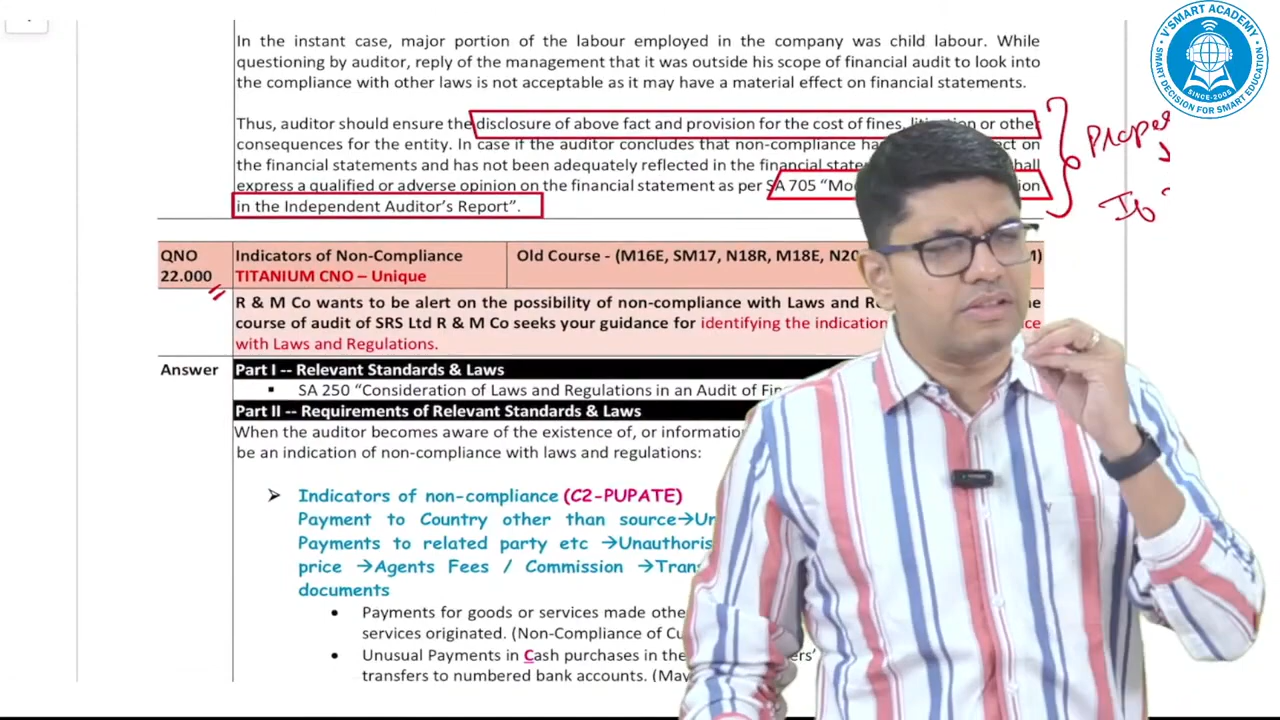 V'SMART ACADEMY
SMART DECISION FOR SMART EDUCATION
SINCE-2005
In the instant case, major portion of the labour employed in the company was child labour. While
questioning by auditor, reply of the management that it was outside his scope of financial audit to look into
the compliance with other laws is not acceptable as it may have a material effect on financial statements.
Thus, auditor should ensure the disclosure of above fact and provision for the cost of fines, or other
consequences for the entity. In case if the auditor concludes that non-compliance on
the financial statements and has not been adequately reflected in the financial
express a qualified or adverse opinion on the financial statement as per SA 705
in the Independent Auditor's Report".
QNO
22.000
Indicators of Non-Compliance
TITANIUM CNO – Unique
Old Course - (M16E, SM17, N18R, M18E, N20
R & M Co wants to be alert on the possibility of non-compliance with Laws and
course of audit of SRS Ltd R & M Co seeks your guidance for identifying the
with Laws and Regulations.
Answer
Part I -- Relevant Standards & Laws
▪ SA 250 "Consideration of Laws and Regulations in an Audit of
Part II -- Requirements of Relevant Standards & Laws
When the auditor becomes aware of the existence of, or
be an indication of non-compliance with laws and regulations:
➢ Indicators of non-compliance (C2-PUPATE)
Payment to Country other than source→
Payments to related party etc →
price →Agents Fees / Commission →
documents
• Payments for goods or services made
services originated. (Non-Compliance of
• Unusual Payments in Cash purchases in the
transfers to numbered bank accounts.